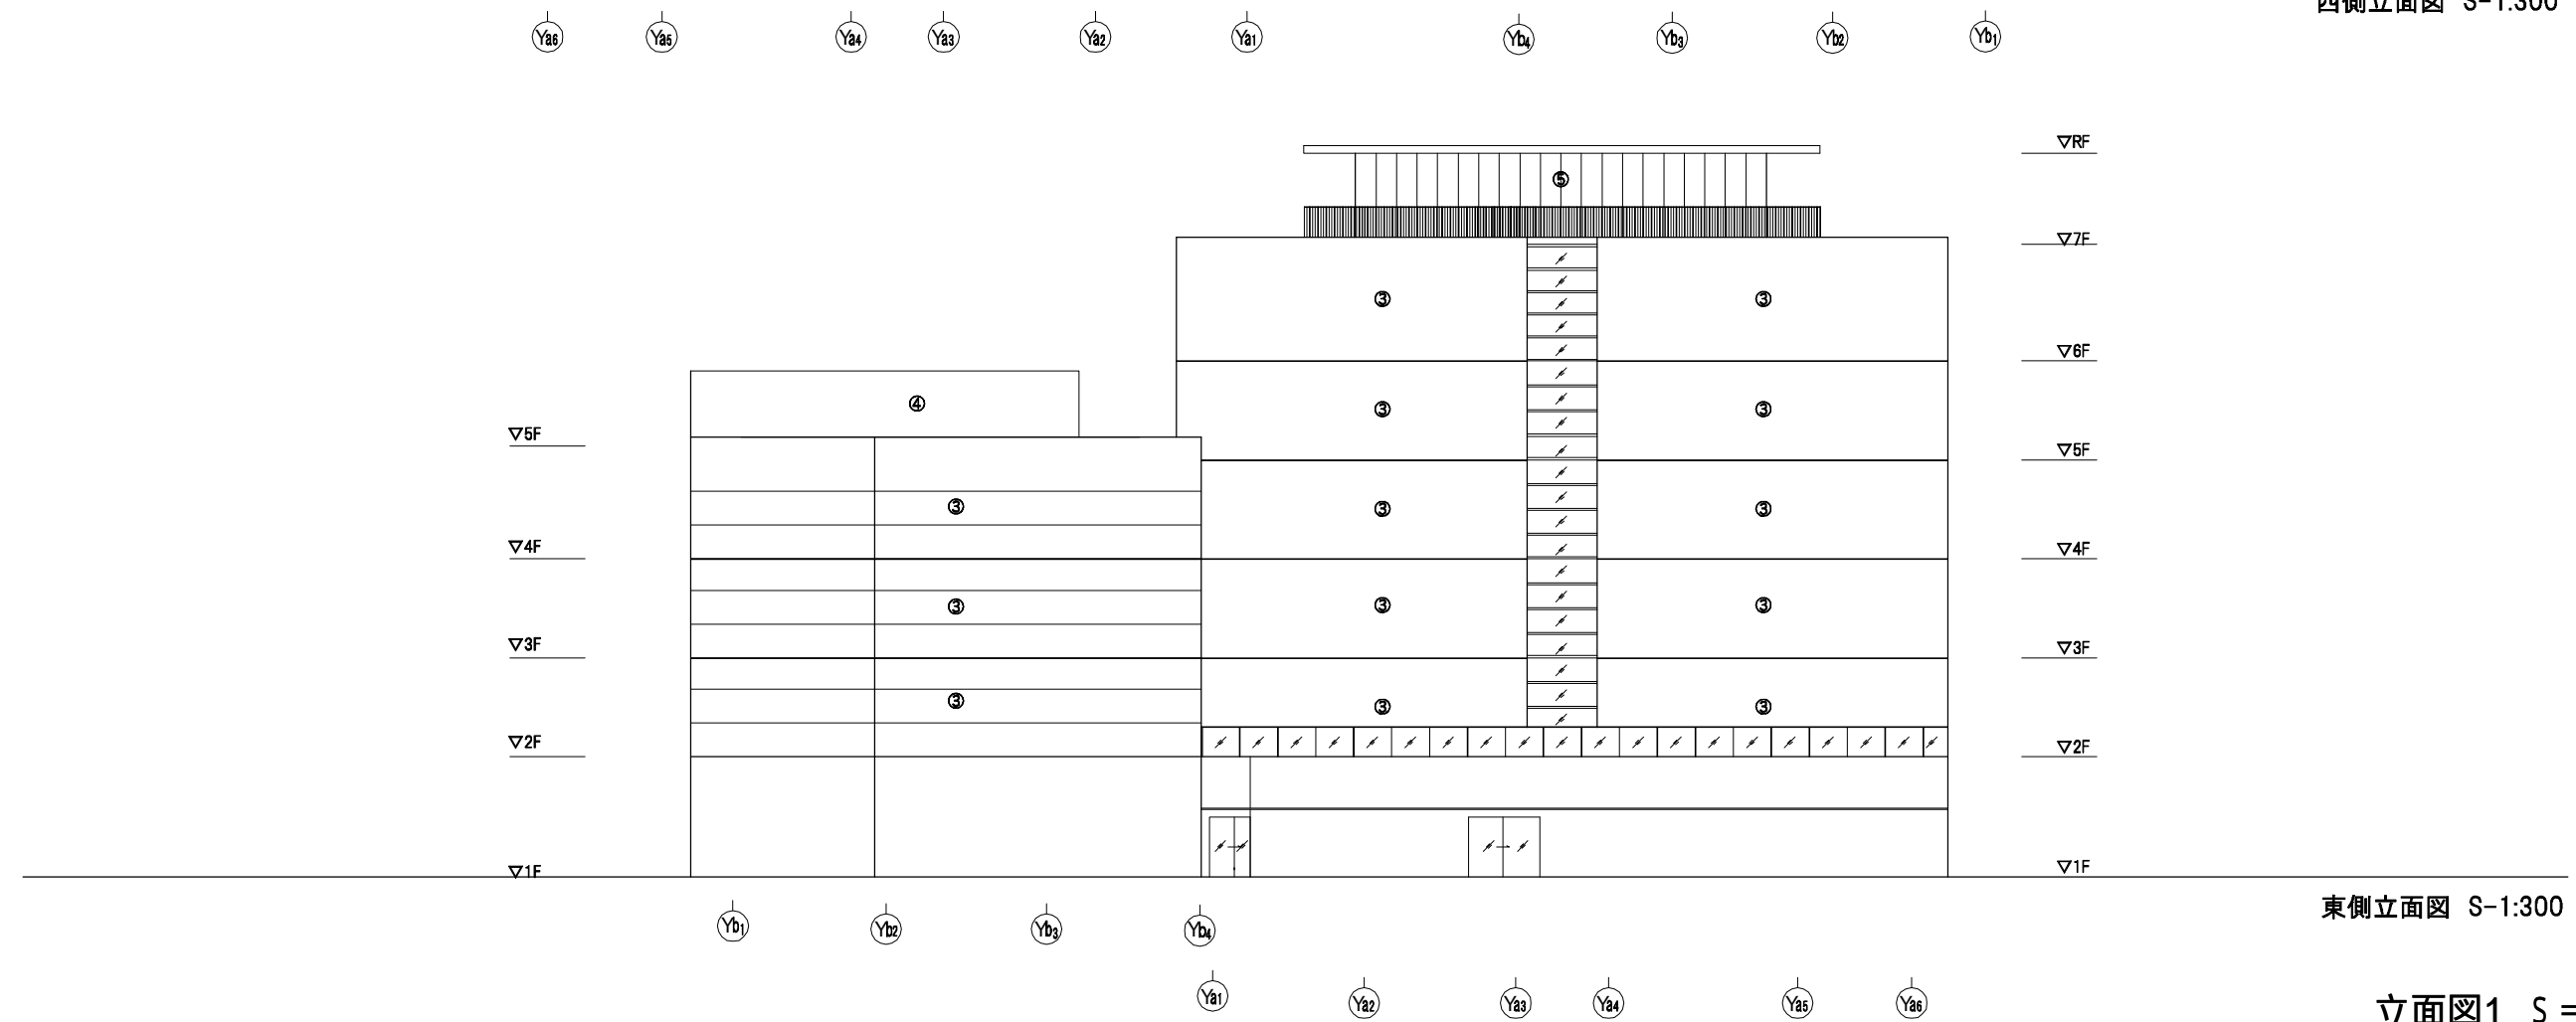 西側立面図 S-1:300
Ya6 Ya5 Ya4 Ya3 Ya2 Ya1 Yb4 Yb3 Yb2 Yb1
▽RF
⑤
▽7F
③ ③
▽6F
④
③ ③
▽5F
▽5F
③ ③ ③
▽4F
▽4F
③ ③ ③
▽3F
▽3F
③ ③ ③
▽2F
▽2F
▽1F
▽1F
東側立面図 S-1:300
Yb1 Yb2 Yb3 Yb4
Ya1 Ya2 Ya3 Ya4 Ya5 Ya6
立面図1 S=